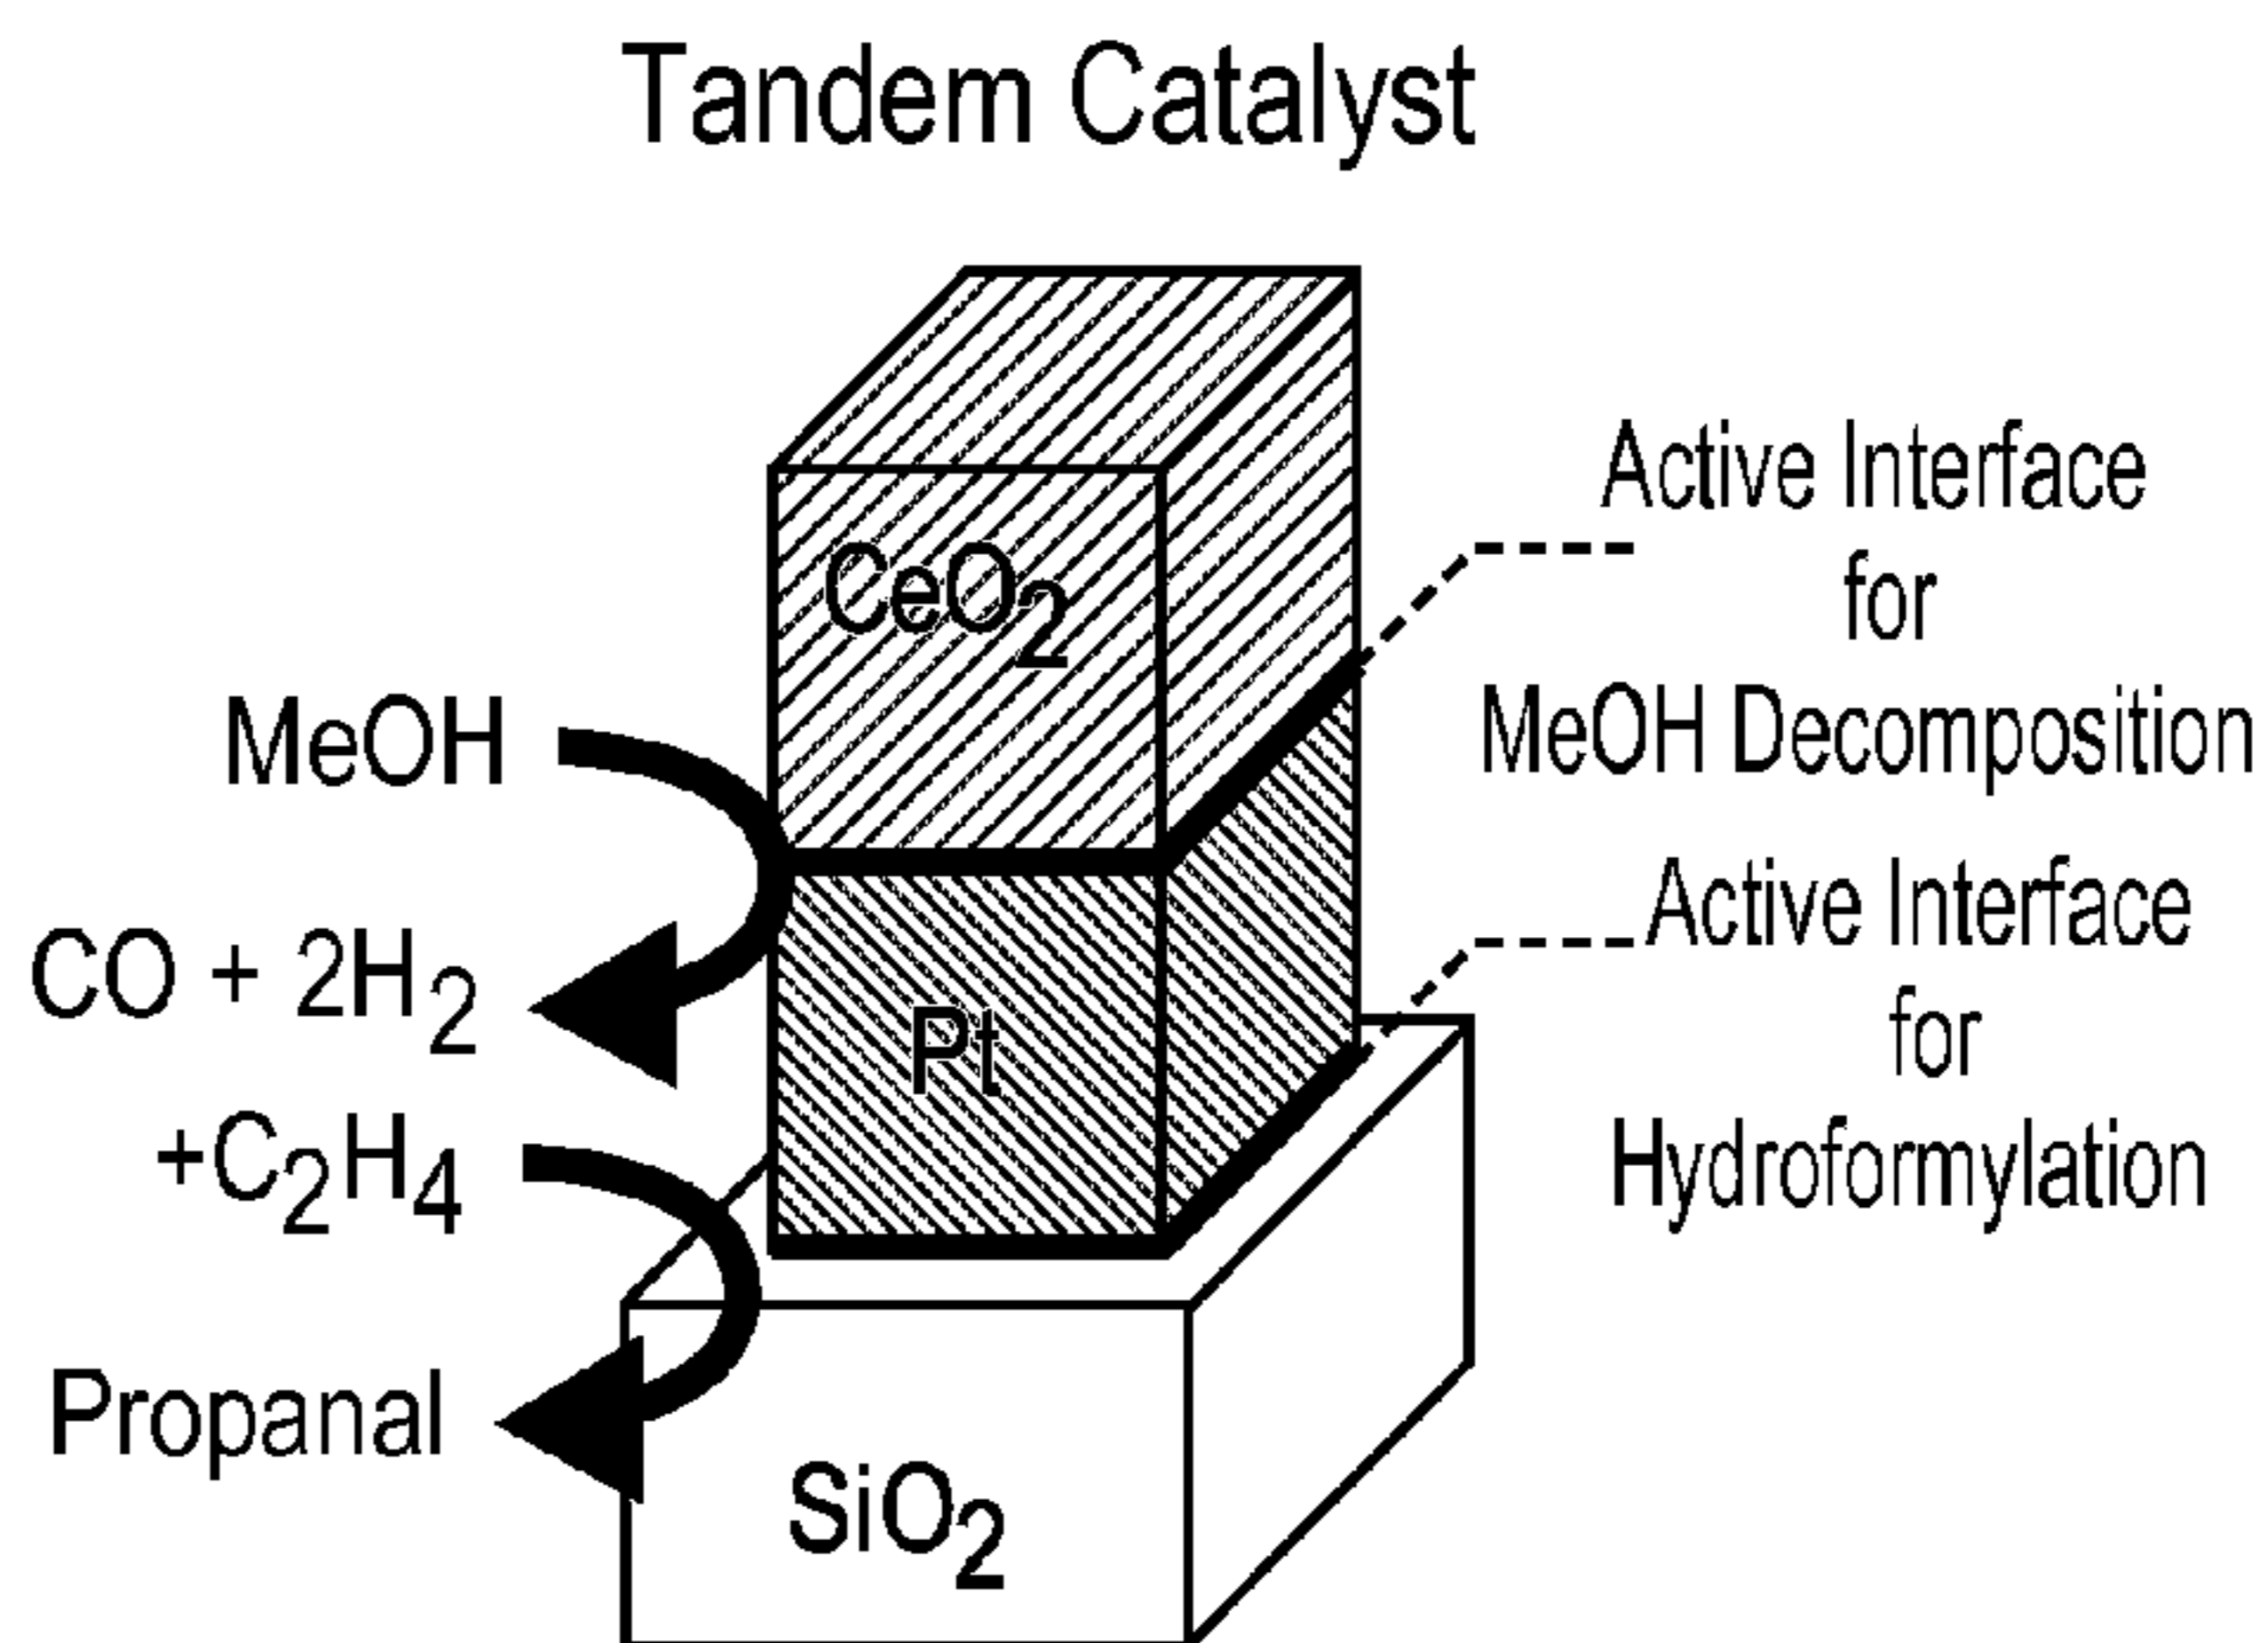 Tandem Catalyst
CeO2
MeOH
CO + 2H2
+C2H4
Propanal
Pt
SiO2
Active Interface
for
MeOH Decomposition
Active Interface
for
Hydroformylation